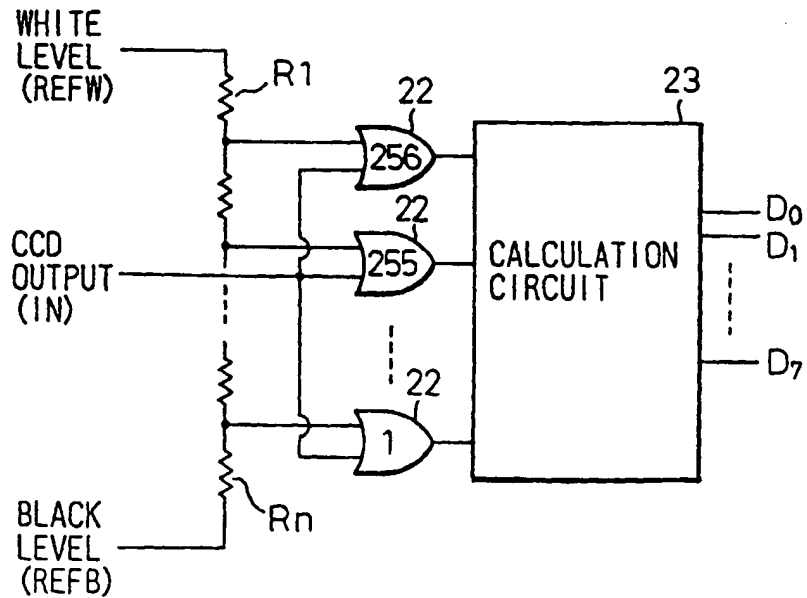 WHITE
LEVEL
(REFW)
R1
22
256
23
22
255
CCD
OUTPUT
(IN)
CALCULATION
CIRCUIT
D0
D1
D7
22
1
Rn
BLACK
LEVEL
(REFB)